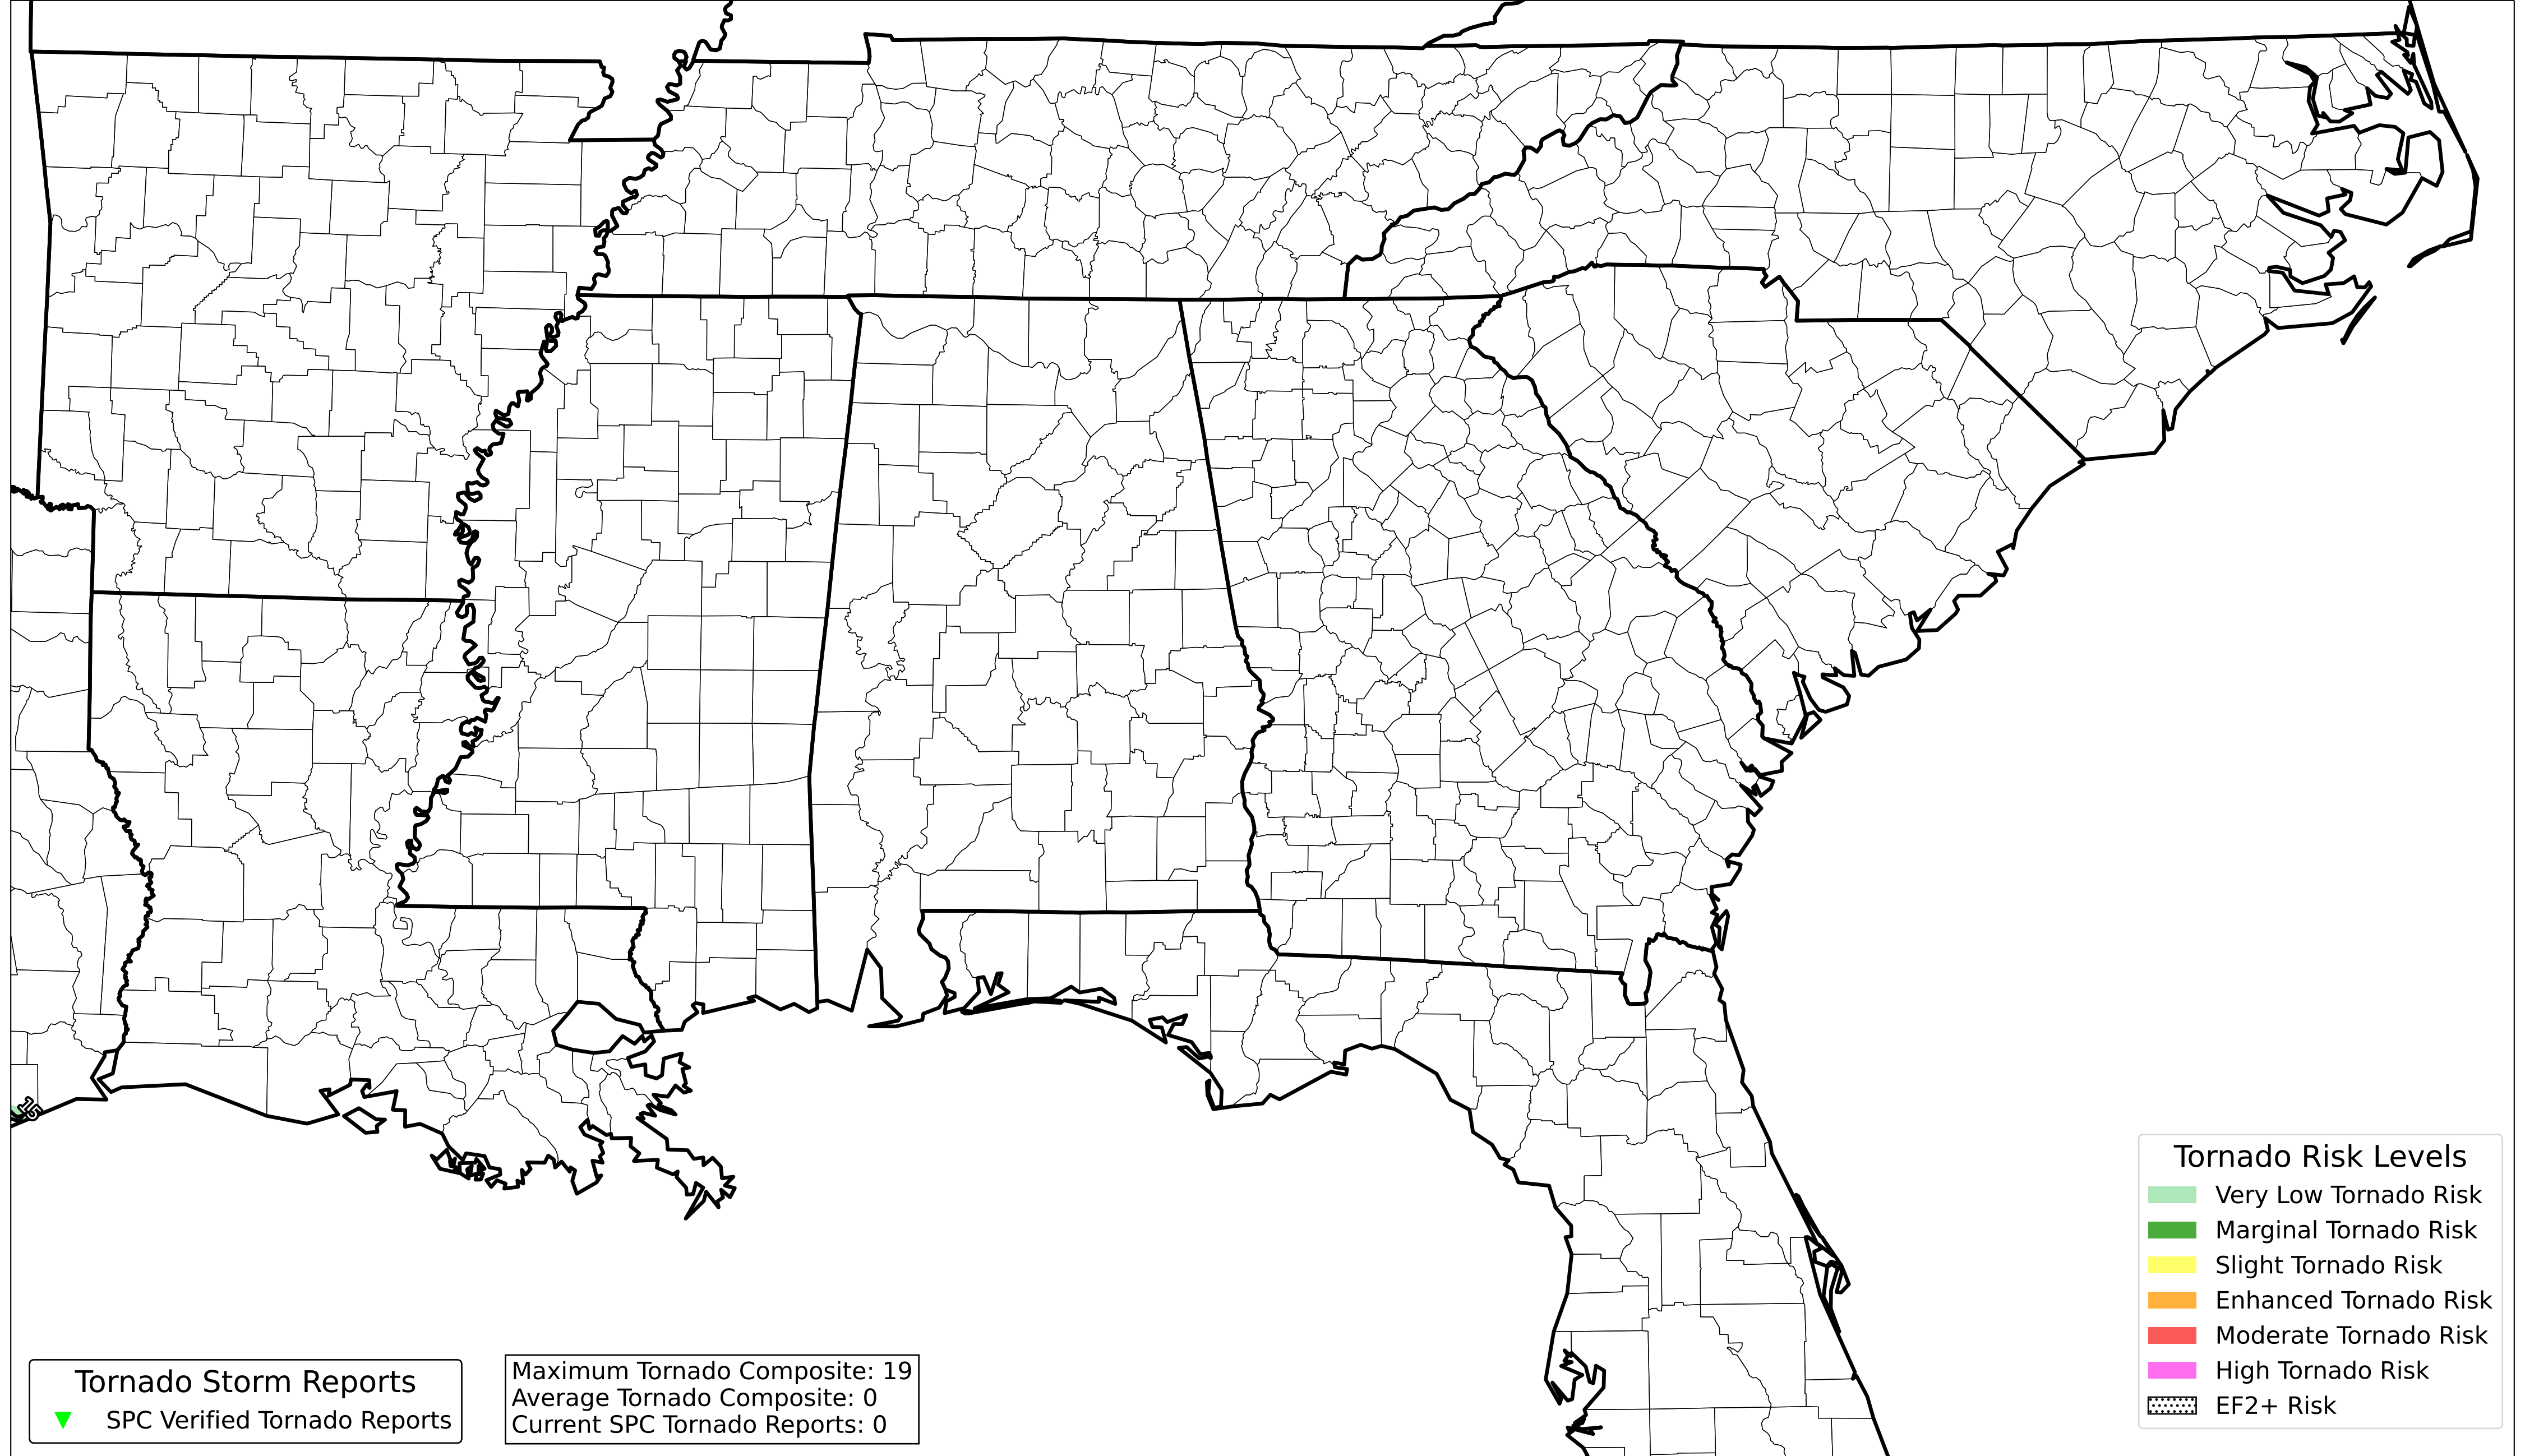 15
Tornado Risk Levels
Very Low Tornado Risk
Marginal Tornado Risk
Slight Tornado Risk
Enhanced Tornado Risk
Moderate Tornado Risk
High Tornado Risk
EF2+ Risk
Tornado Storm Reports
SPC Verified Tornado Reports
Maximum Tornado Composite: 19
Average Tornado Composite: 0
Current SPC Tornado Reports: 0